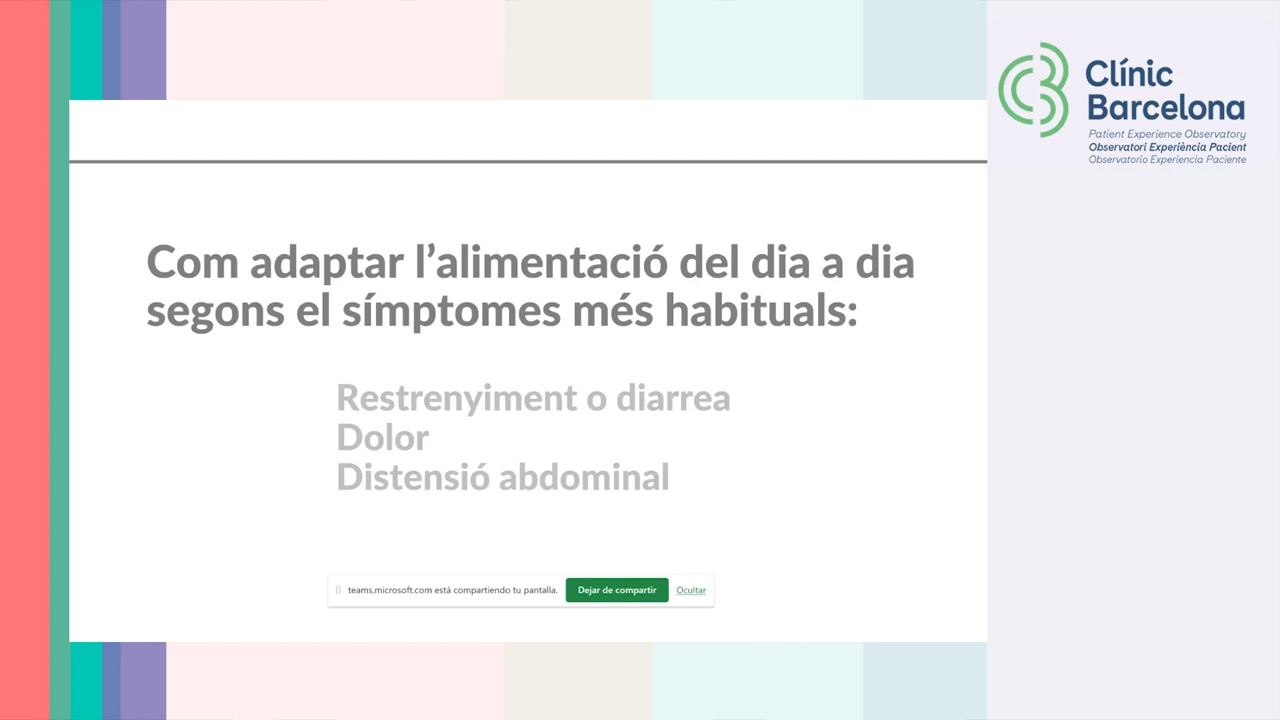 Clínic
Barcelona
Patient Experience Observatory
Observatori Experiència Pacient
Observatorio Experiencia Paciente
Com adaptar l’alimentació del dia a dia
segons el símptomes més habituals:
Restrenyiment o diarrea
Dolor
Distensió abdominal
teams.microsoft.com está compartiendo tu pantalla. Dejar de compartir Ocultar